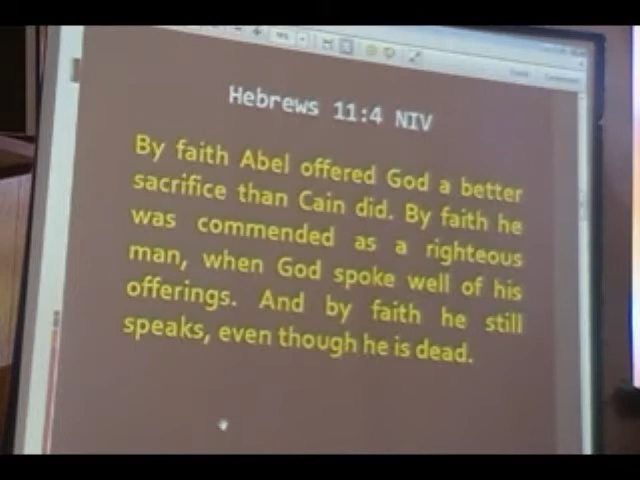 Hebrews 11:4 NIV
By faith Abel offered God a better
sacrifice than Cain did. By faith he
was commended as a righteous
man, when God spoke well of his
offerings. And by faith he still
speaks, even though he is dead.